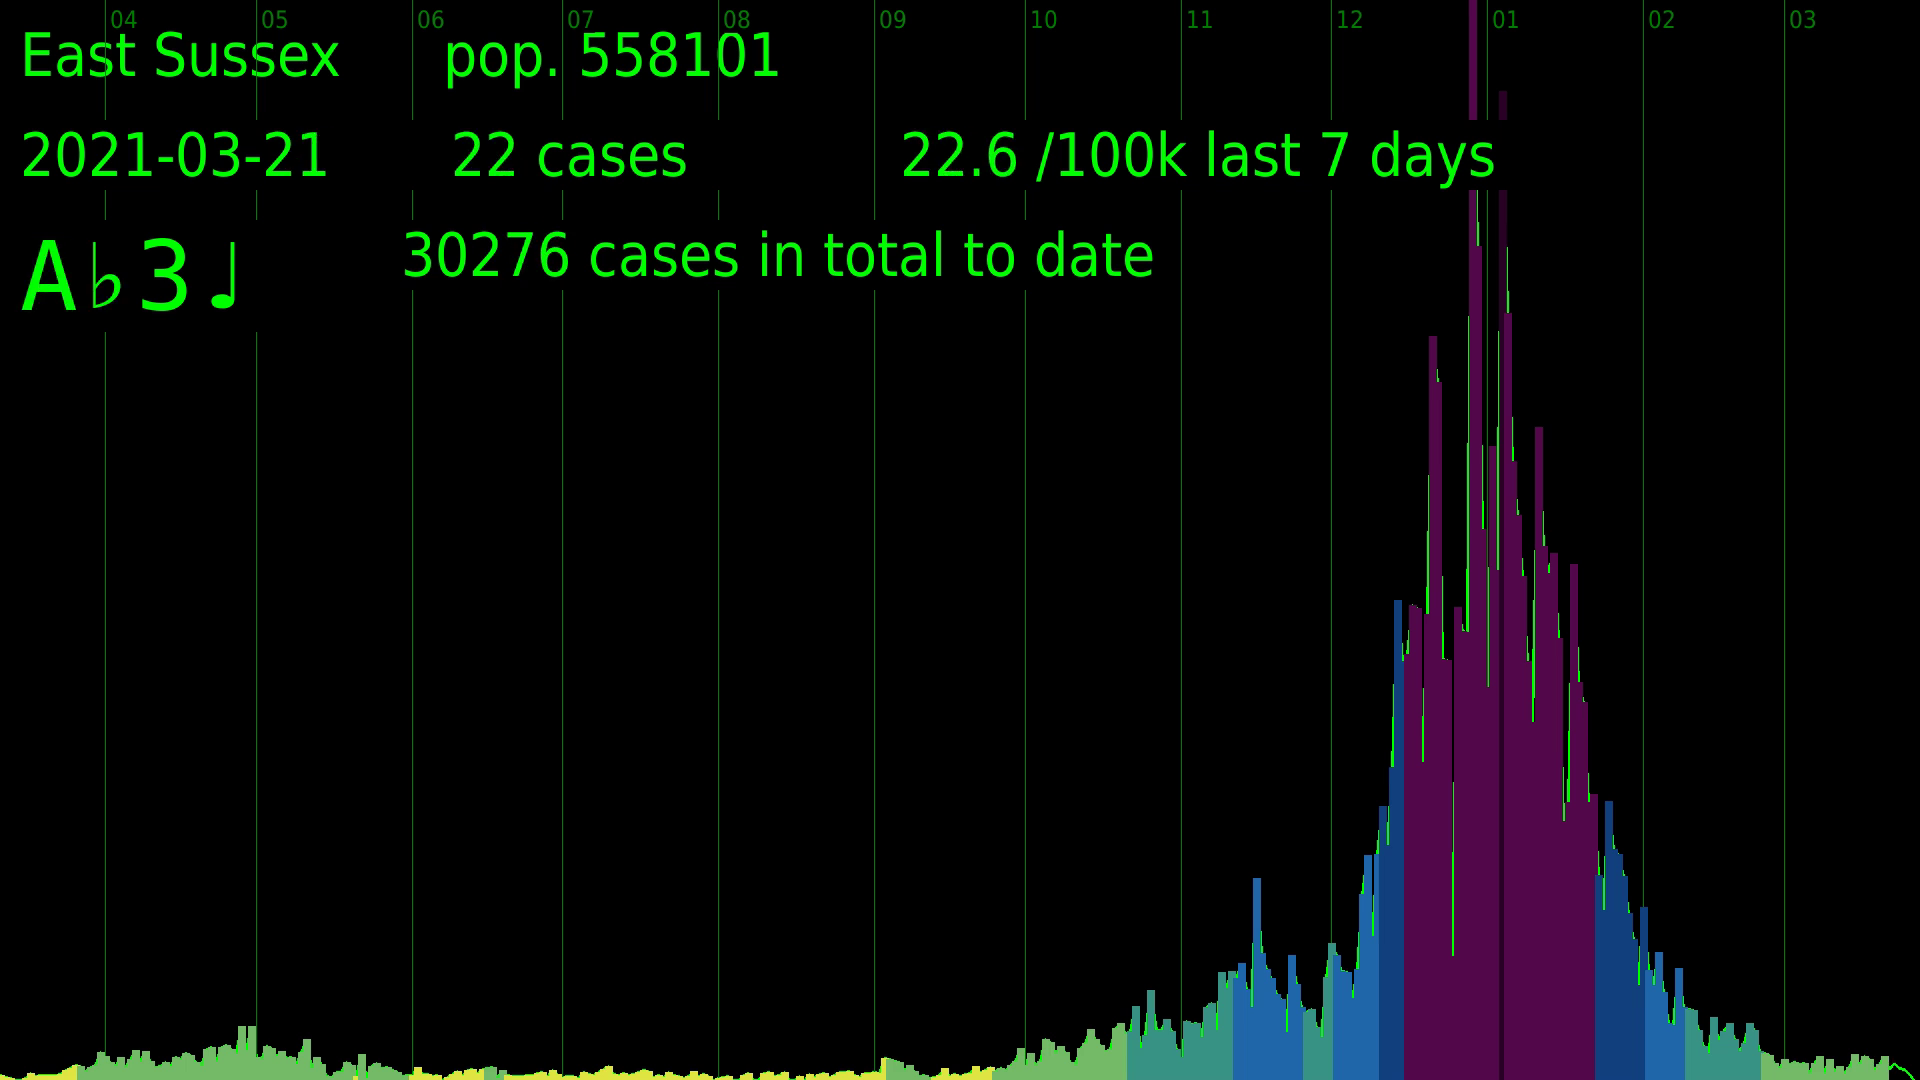 04 05 06 07 08 09 10 11 12 01 02 03
East Sussex pop. 558101
2021-03-21 22 cases 22.6 /100k last 7 days
A♭3♩ 30276 cases in total to date